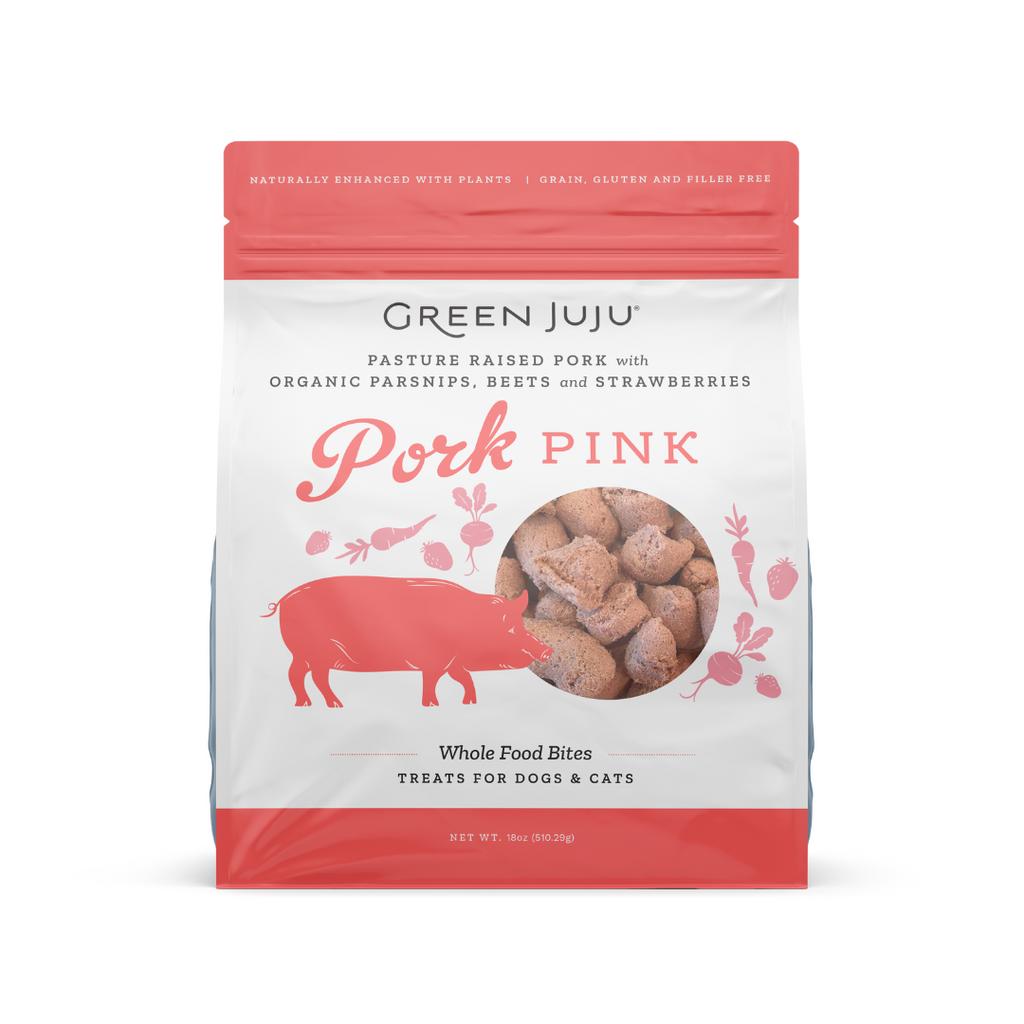 NATURALLY ENHANCED WITH PLANTS | GRAIN, GLUTEN AND FILLER FREE
GREEN JUJU®
PASTURE RAISED PORK with
ORGANIC PARSNIPS, BEETS and STRAWBERRIES
Pork PINK
Whole Food Bites
TREATS FOR DOGS & CATS
NET WT. 18oz (510.29g)